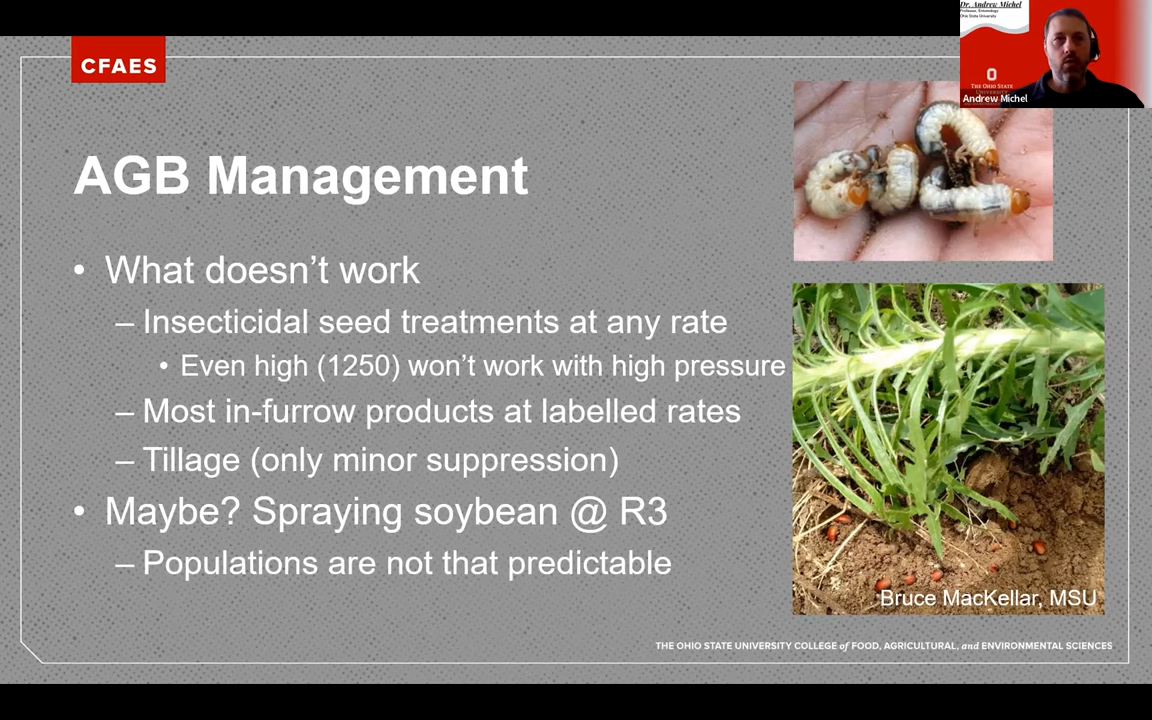 CFAES
AGB Management
• What doesn’t work
– Insecticidal seed treatments at any rate
• Even high (1250) won’t work with high pressure
– Most in-furrow products at labelled rates
– Tillage (only minor suppression)
• Maybe? Spraying soybean @ R3
– Populations are not that predictable
Bruce MacKellar, MSU
THE OHIO STATE UNIVERSITY COLLEGE of FOOD, AGRICULTURAL, and ENVIRONMENTAL SCIENCES
Dr. Andrew Michel
Professor, Entomology
Ohio State University
THE OHIO STATE
UNIVERSITY
Andrew Michel